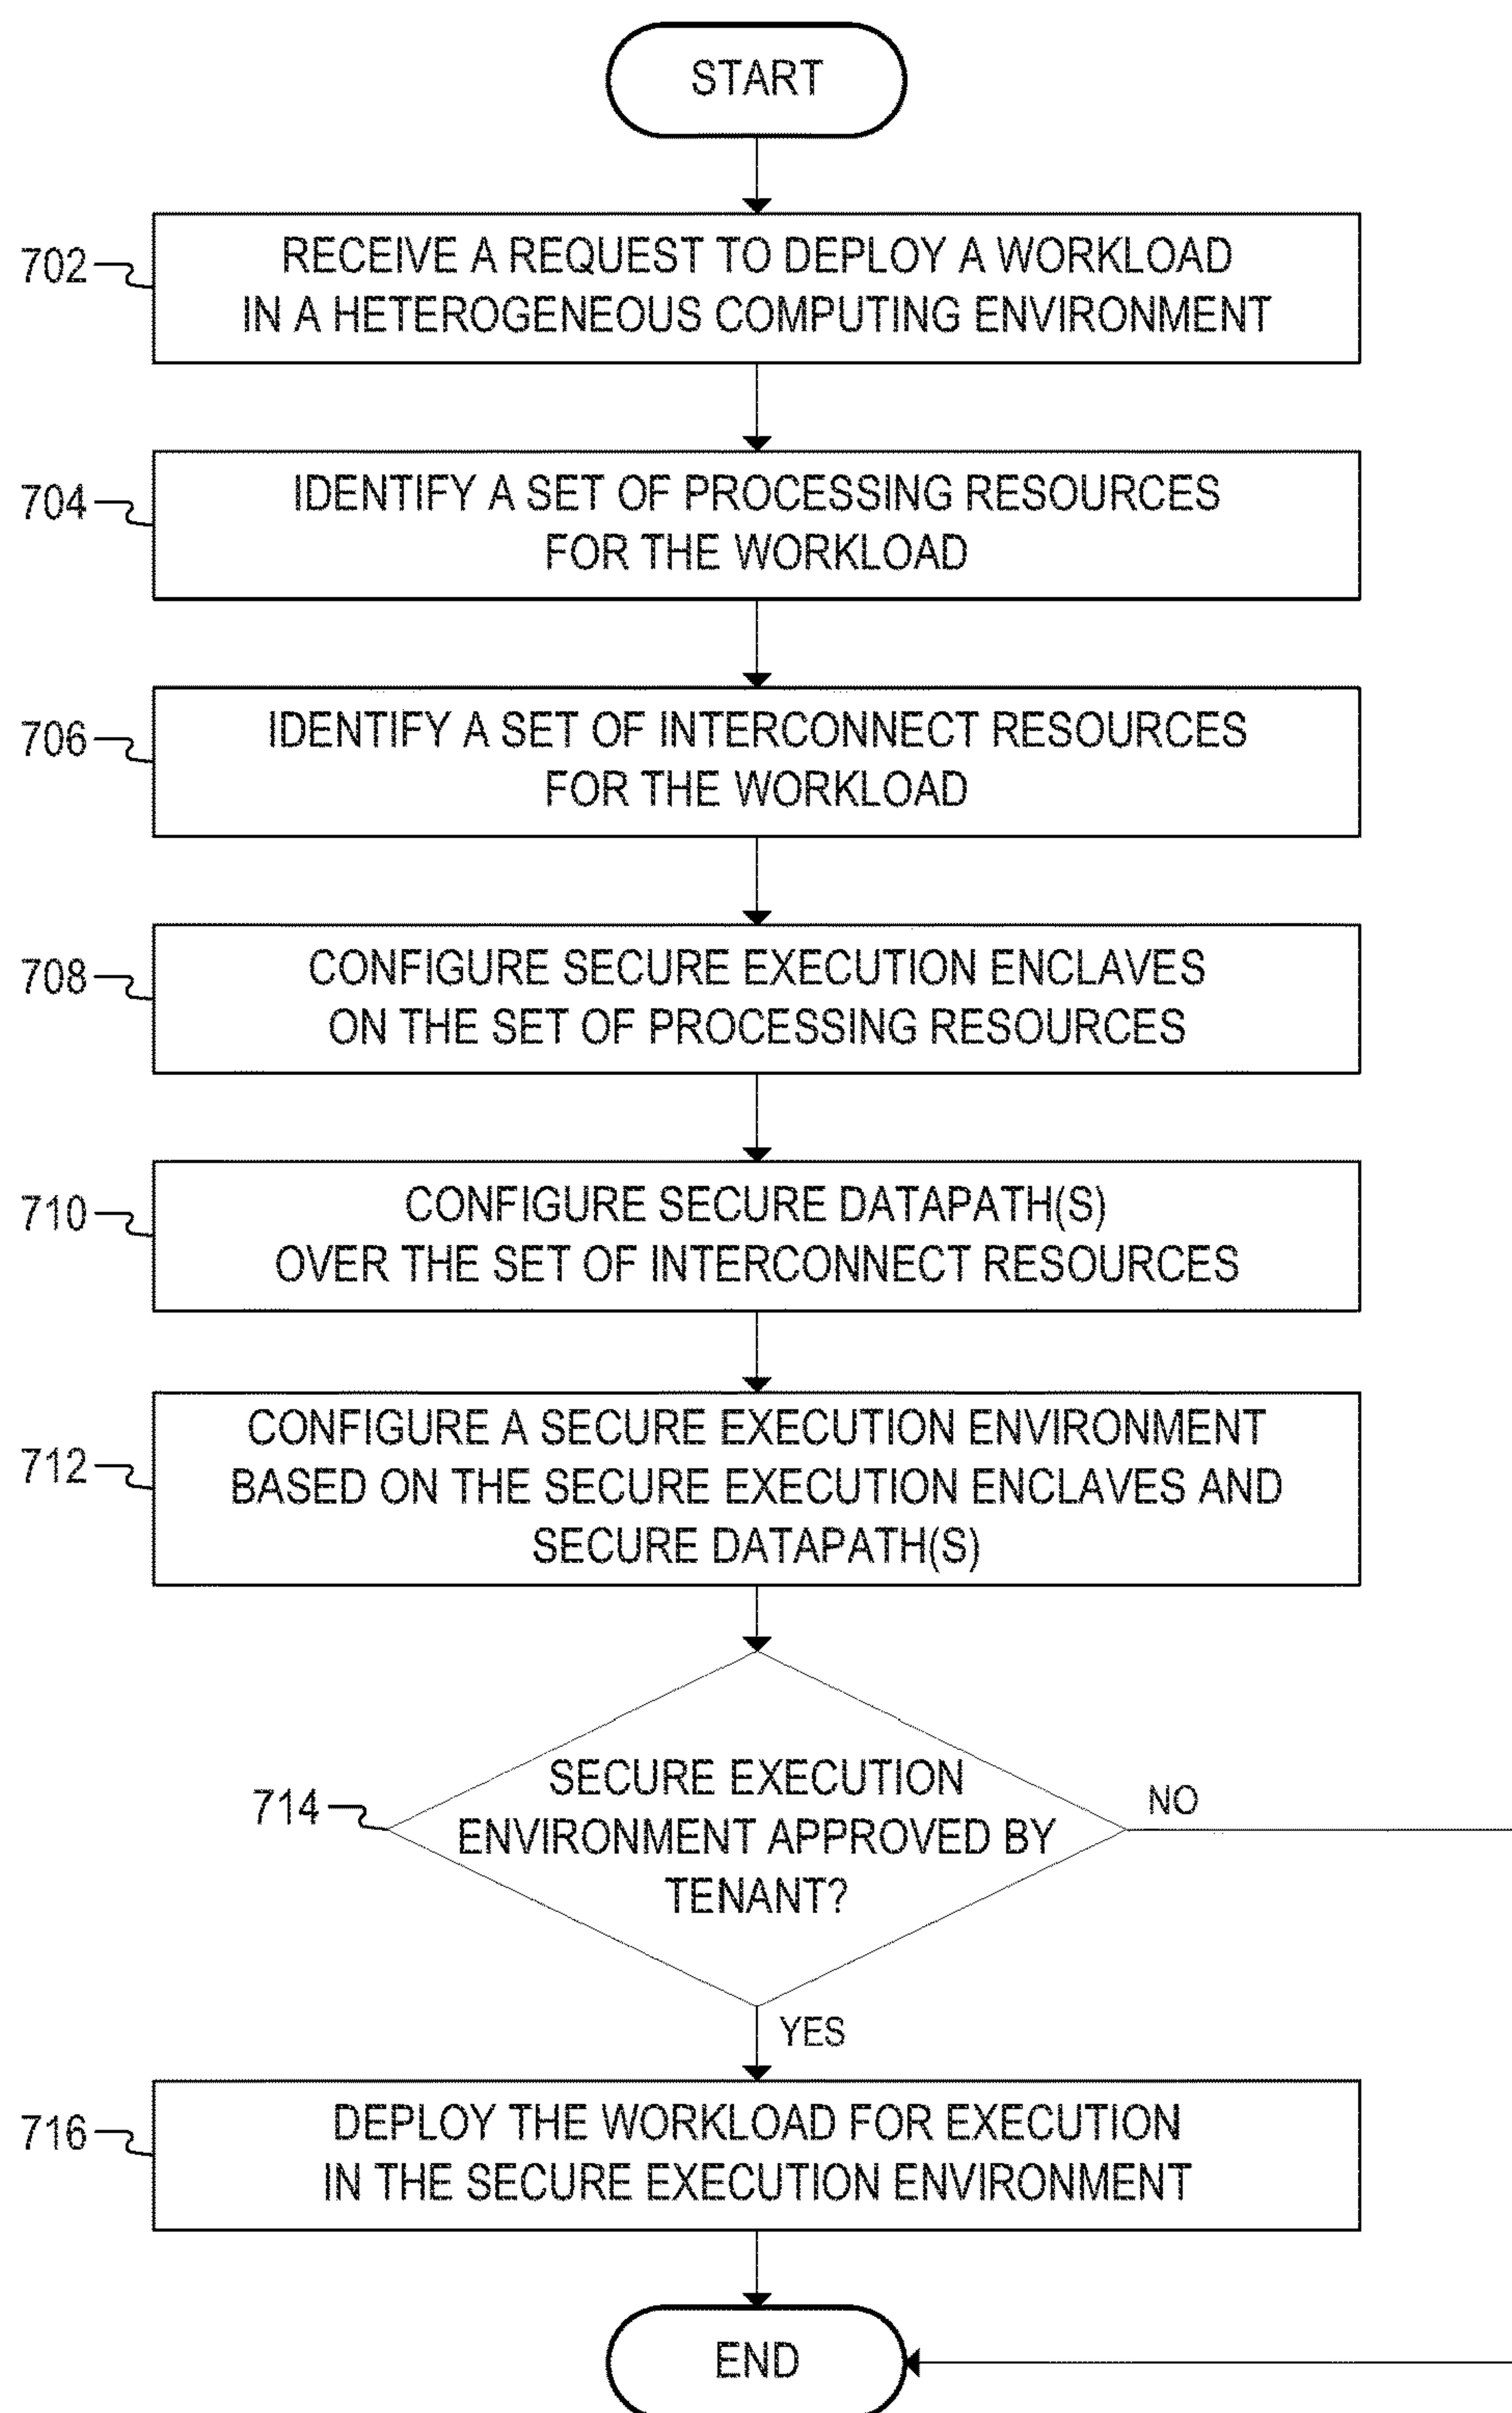 START
702
RECEIVE A REQUEST TO DEPLOY A WORKLOAD
IN A HETEROGENEOUS COMPUTING ENVIRONMENT
704
IDENTIFY A SET OF PROCESSING RESOURCES
FOR THE WORKLOAD
706
IDENTIFY A SET OF INTERCONNECT RESOURCES
FOR THE WORKLOAD
708
CONFIGURE SECURE EXECUTION ENCLAVES
ON THE SET OF PROCESSING RESOURCES
710
CONFIGURE SECURE DATAPATH(S)
OVER THE SET OF INTERCONNECT RESOURCES
712
CONFIGURE A SECURE EXECUTION ENVIRONMENT
BASED ON THE SECURE EXECUTION ENCLAVES AND
SECURE DATAPATH(S)
714
SECURE EXECUTION
ENVIRONMENT APPROVED BY
TENANT?
NO
YES
716
DEPLOY THE WORKLOAD FOR EXECUTION
IN THE SECURE EXECUTION ENVIRONMENT
END